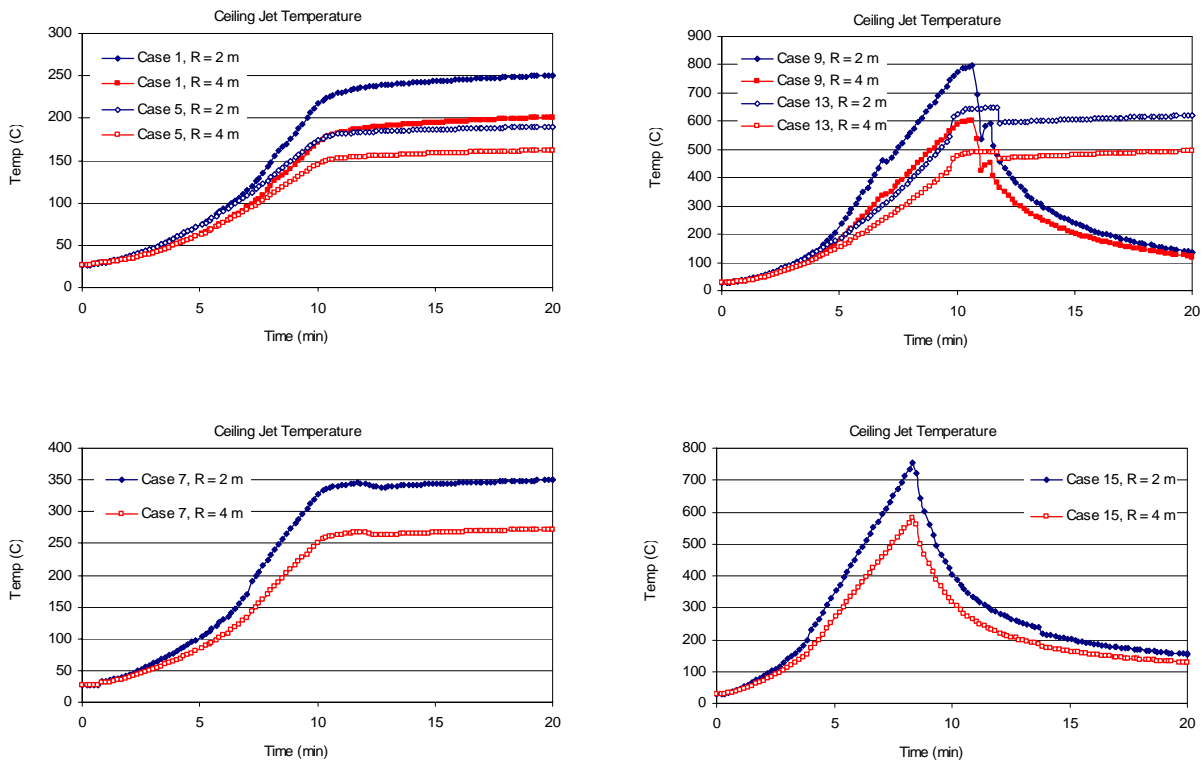 Ceiling Jet Temperature
300
250
200
150
100
50
0
Temp (C)
Case 1, R = 2 m
Case 1, R = 4 m
Case 5, R = 2 m
Case 5, R = 4 m
0 5 10 15 20
Time (min)
Ceiling Jet Temperature
900
800
700
600
500
400
300
200
100
0
Temp (C)
Case 9, R = 2 m
Case 9, R = 4 m
Case 13, R = 2 m
Case 13, R = 4 m
0 5 10 15 20
Time (min)
Ceiling Jet Temperature
400
350
300
250
200
150
100
50
0
Temp (C)
Case 7, R = 2 m
Case 7, R = 4 m
0 5 10 15 20
Time (min)
Ceiling Jet Temperature
800
700
600
500
400
300
200
100
0
Temp (C)
Case 15, R = 2 m
Case 15, R = 4 m
0 5 10 15 20
Time (min)